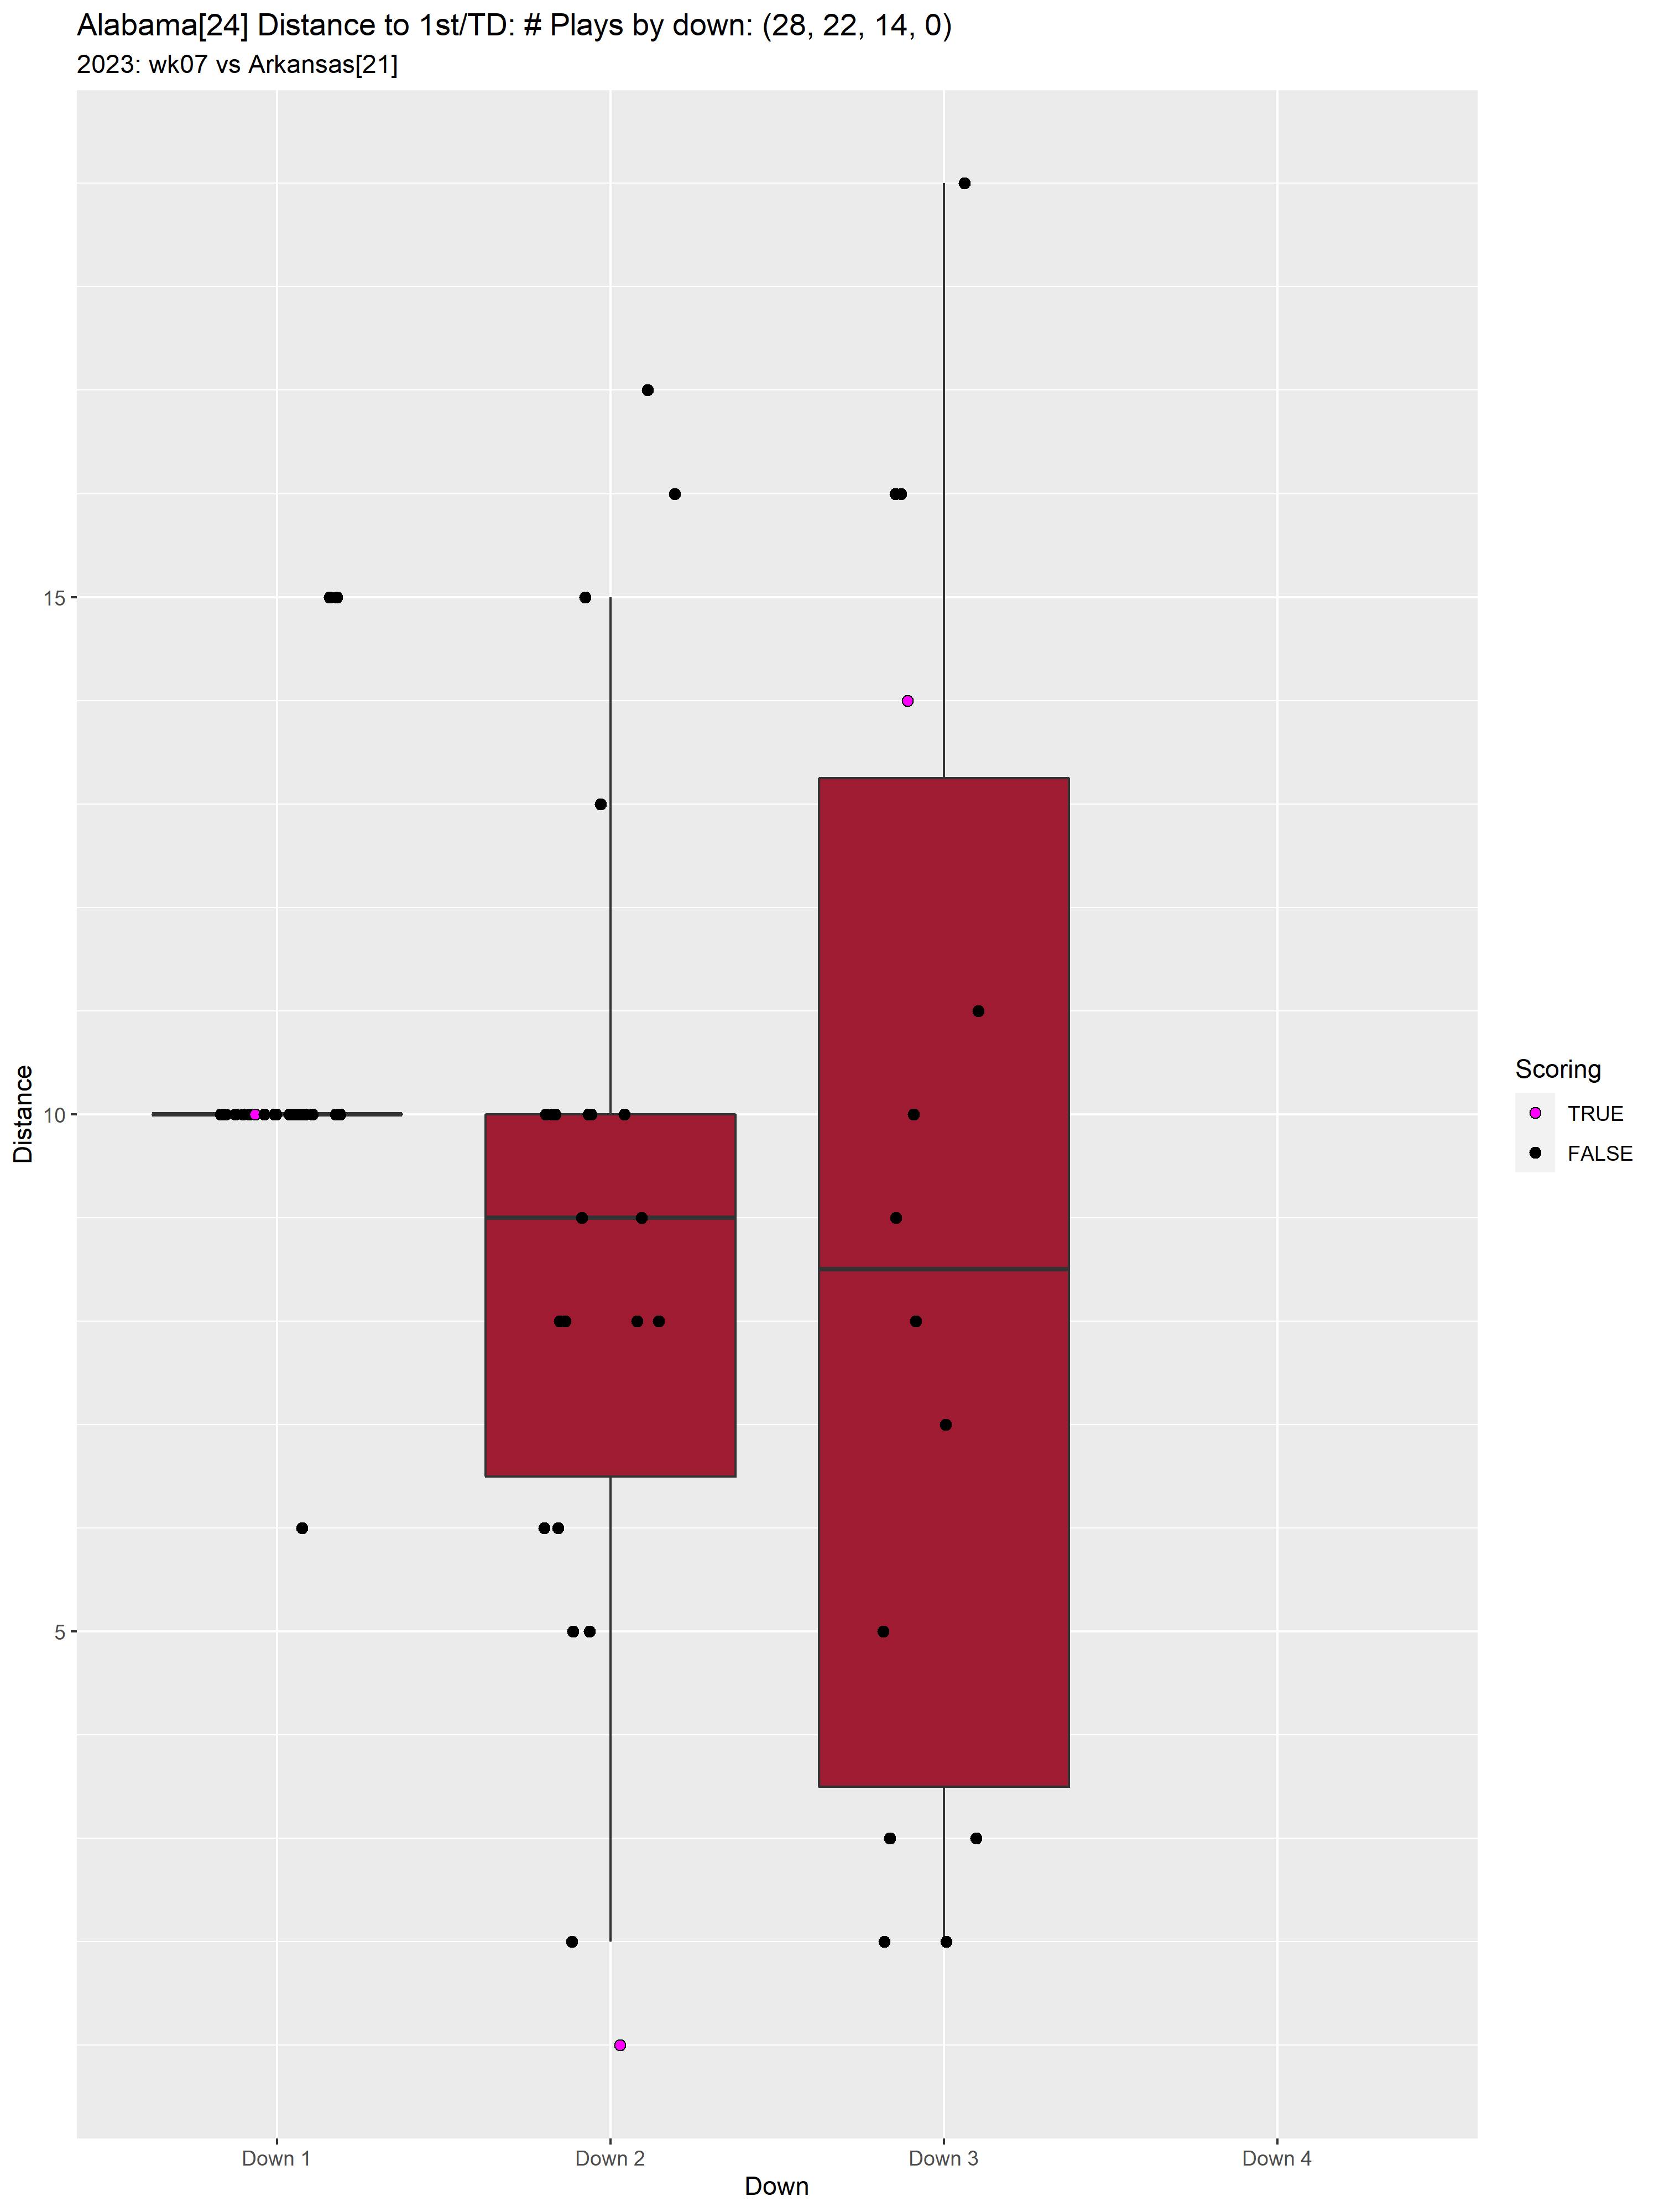 Alabama[24] Distance to 1st/TD: # Plays by down: (28, 22, 14, 0)
2023: wk07 vs Arkansas[21]
Distance
15
10
5
Down 1
Down 2
Down 3
Down 4
Down
Scoring
TRUE
FALSE